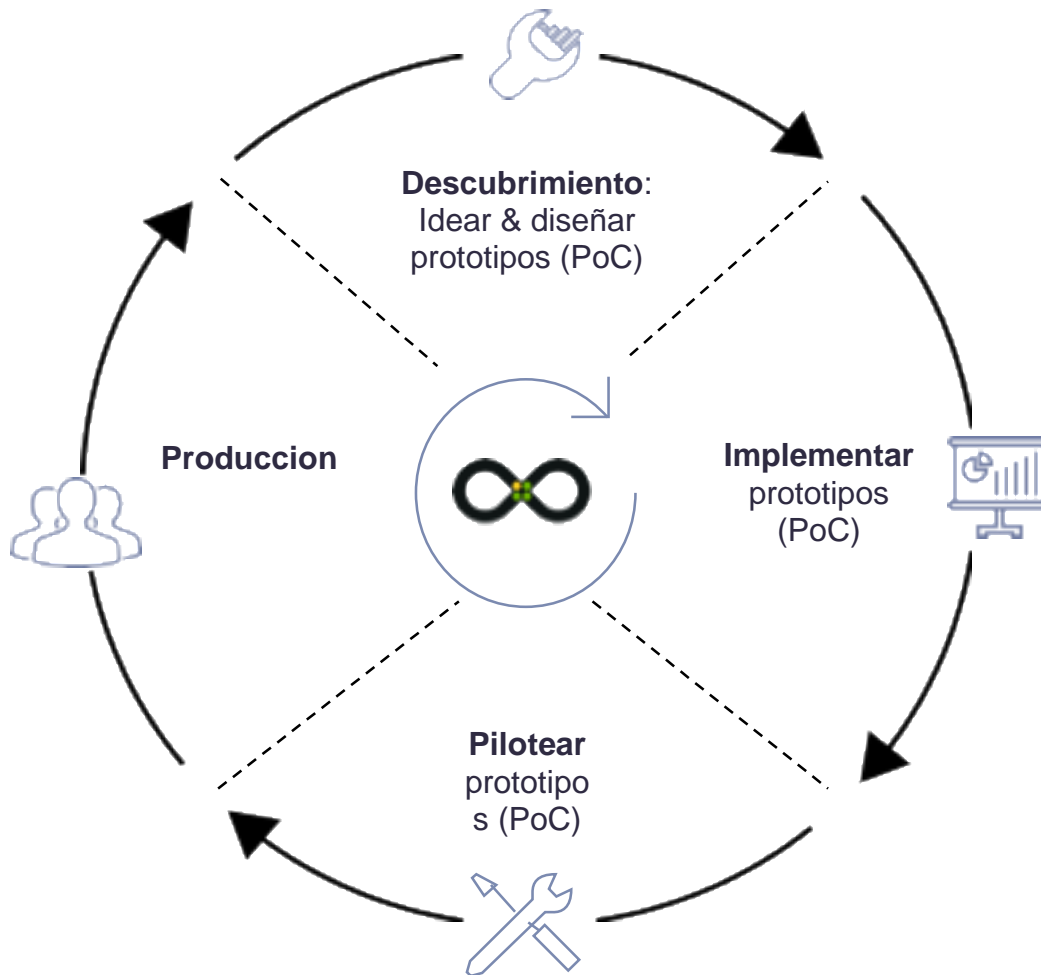 Descubrimiento:
Idear & diseñar
prototipos (PoC)
Produccion
Implementar
prototipos
(PoC)
Pilotear
prototipo
s (PoC)